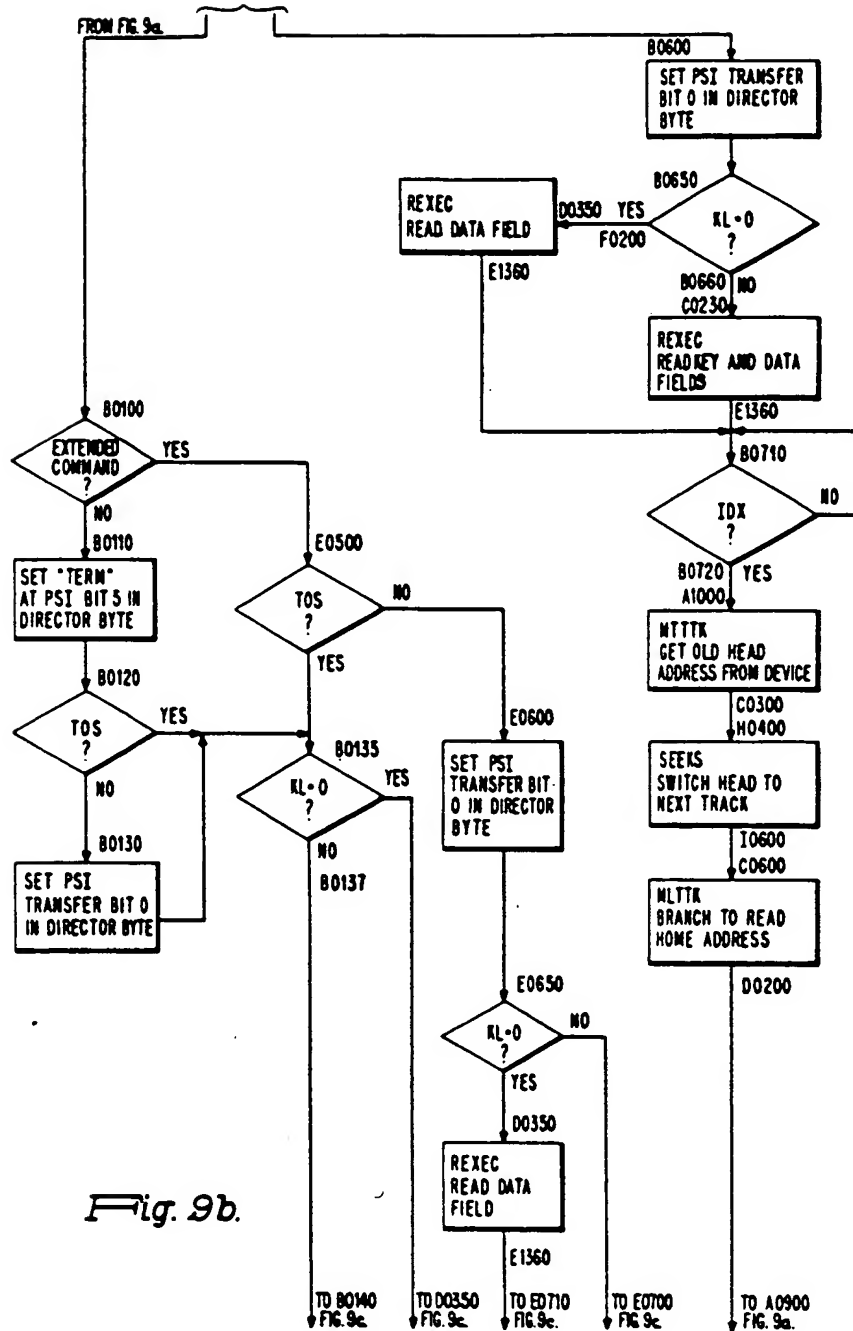 FROM FIG. 9a.
B0600
SET PSI TRANSFER
BIT 0 IN DIRECTOR
BYTE
B0650
KL=0
?
D0350 YES
F0200
REXEC
READ DATA FIELD
E1360
B0660 NO
C0230
REXEC
READ KEY AND DATA
FIELDS
E1360
B0710
IDX
?
NO
B0720 YES
A1000
MTTTK
GET OLD HEAD
ADDRESS FROM DEVICE
C0300
H0400
SEEKS
SWITCH HEAD TO
NEXT TRACK
I0600
C0600
MLTTK
BRANCH TO READ
HOME ADDRESS
D0200
TO A0900
FIG. 9a.
B0100
EXTENDED
COMMAND
?
YES
NO
B0110
SET "TERM"
AT PSI BIT 5 IN
DIRECTOR BYTE
B0120
TOS
?
YES
NO
B0130
SET PSI
TRANSFER BIT 0
IN DIRECTOR BYTE
E0500
TOS
?
NO
YES
B0135
KL=0
?
YES
NO
B0137
E0600
SET PSI
TRANSFER BIT
0 IN DIRECTOR
BYTE
E0650
KL=0
?
NO
YES
D0350
REXEC
READ DATA
FIELD
E1360
TO B0140
FIG. 9c
TO D0350
FIG. 9c
TO E0710
FIG. 9c.
TO E0700
FIG. 9c
Fig. 9b.